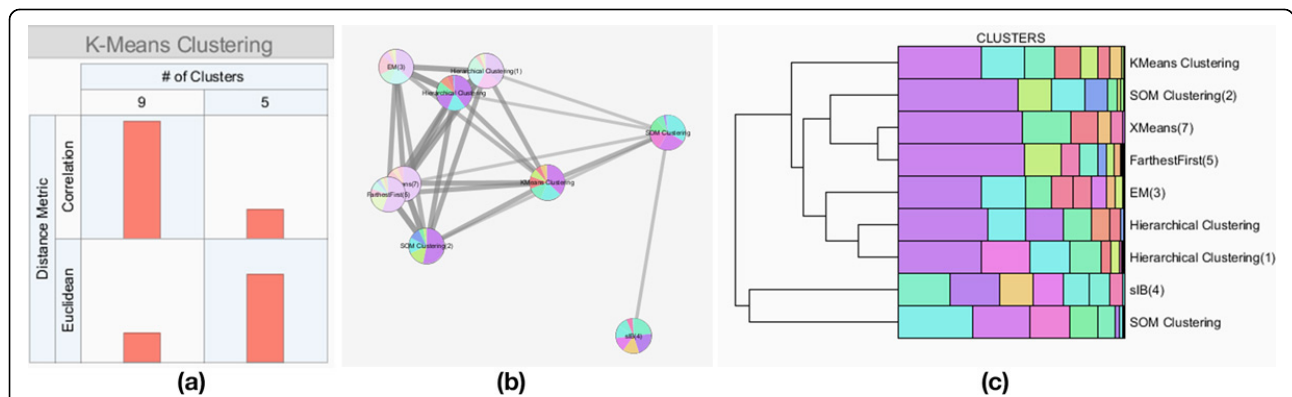 K-Means Clustering
# of Clusters
9
5
Distance Metric
Correlation
Euclidean
(a)
EM(3)
Hierarchical Clustering(1)
Hierarchical Clustering
SOM Clustering
KMeans Clustering
FarthestFirst(5)
SOM Clustering(2)
sIB(4)
(b)
CLUSTERS
KMeans Clustering
SOM Clustering(2)
XMeans(7)
FarthestFirst(5)
EM(3)
Hierarchical Clustering
Hierarchical Clustering(1)
sIB(4)
SOM Clustering
(c)